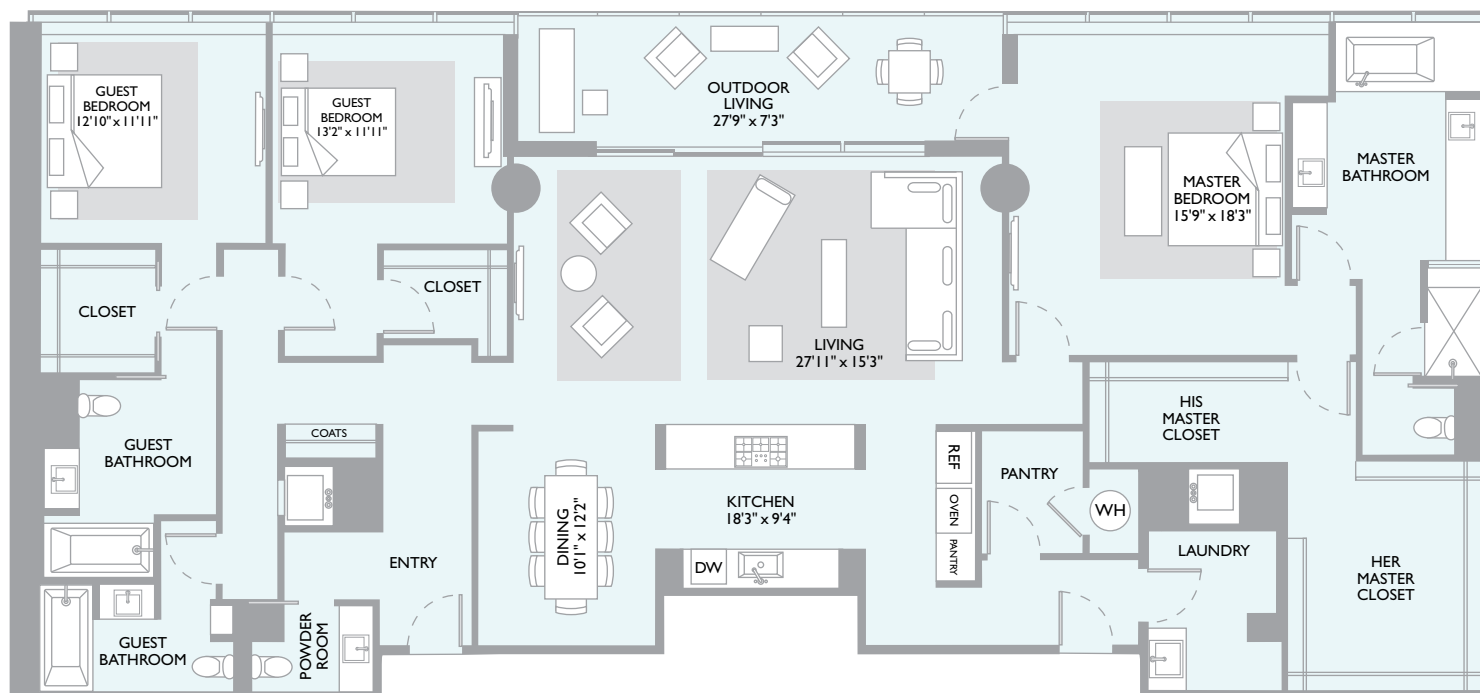 GUEST
BEDROOM
12'10" x 11'11"
GUEST
BEDROOM
13'2" x 11'11"
OUTDOOR
LIVING
27'9" x 7'3"
MASTER
BEDROOM
15'9" x 18'3"
MASTER
BATHROOM
CLOSET
CLOSET
LIVING
27'11" x 15'3"
HIS
MASTER
CLOSET
COATS
GUEST
BATHROOM
DINING
10'1" x 12'2"
KITCHEN
18'3" x 9'4"
REF
OVEN
PANTRY
PANTRY
WH
DW
ENTRY
LAUNDRY
HER
MASTER
CLOSET
GUEST
BATHROOM
POWDER
ROOM